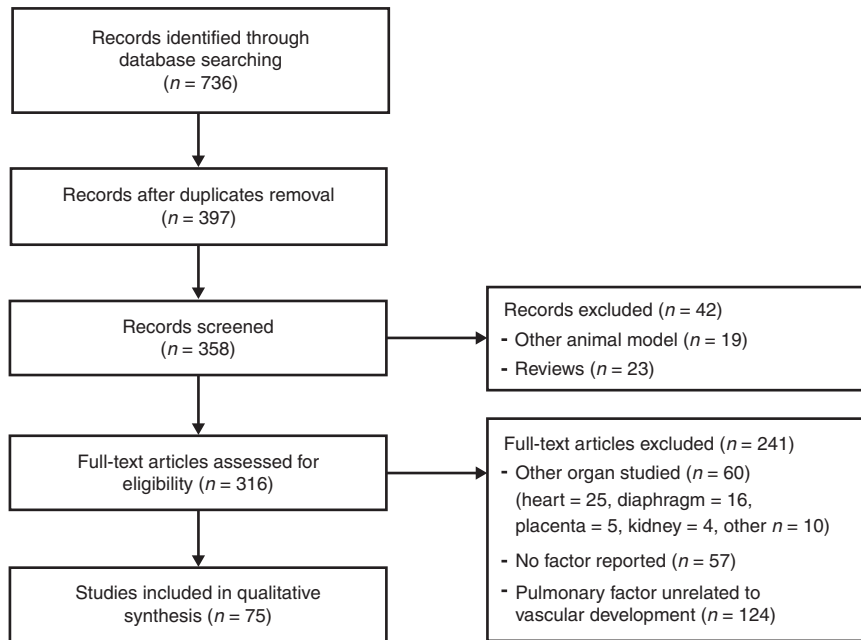 Records identified through
database searching
(n = 736)
Records after duplicates removal
(n = 397)
Records screened
(n = 358)
Records excluded (n = 42)
- Other animal model (n = 19)
- Reviews (n = 23)
Full-text articles assessed for
eligibility (n = 316)
Full-text articles excluded (n = 241)
- Other organ studied (n = 60)
(heart = 25, diaphragm = 16,
placenta = 5, kidney = 4, other n = 10)
- No factor reported (n = 57)
- Pulmonary factor unrelated to
vascular development (n = 124)
Studies included in qualitative
synthesis (n = 75)